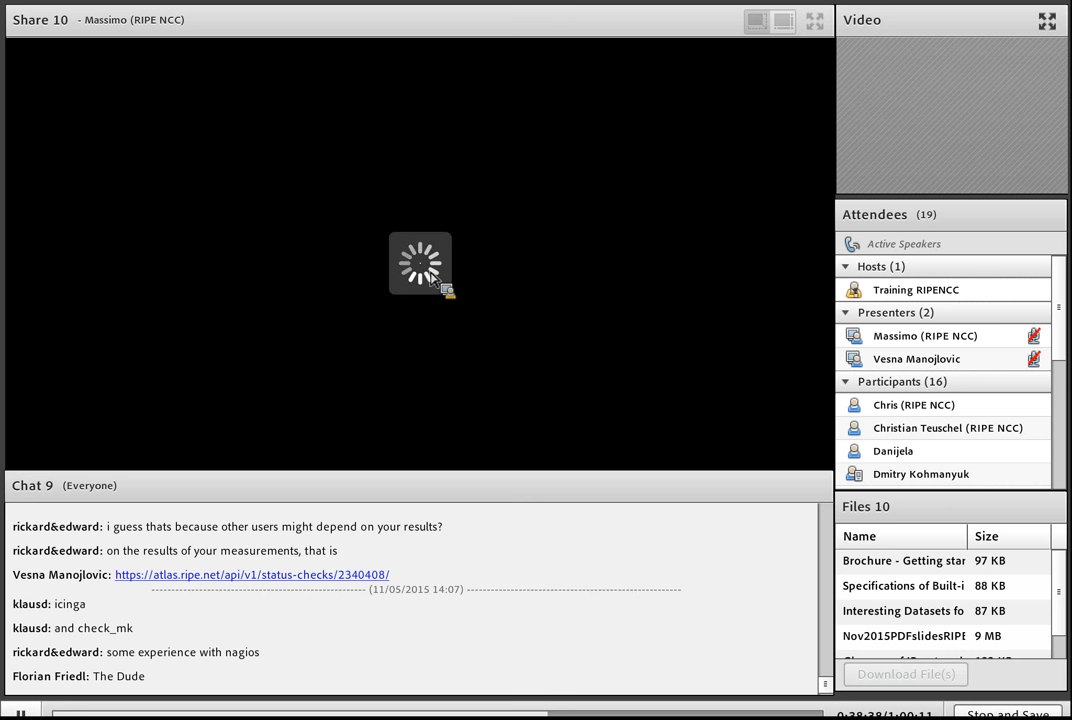 Share 10 - Massimo (RIPE NCC)
Video
Attendees (19)
Active Speakers
Hosts (1)
Training RIPENCC
Presenters (2)
Massimo (RIPE NCC)
Vesna Manojlovic
Participants (16)
Chris (RIPE NCC)
Christian Teuschel (RIPE NCC)
Danijela
Dmitry Kohmanyuk
Chat 9 (Everyone)
rickard&edward: i guess thats because other users might depend on your results?
rickard&edward: on the results of your measurements, that is
Vesna Manojlovic: https://atlas.ripe.net/api/v1/status-checks/2340408/
(11/05/2015 14:07)
klausd: icinga
klausd: and check_mk
rickard&edward: some experience with nagios
Florian Friedl: The Dude
Files 10
Name Size
Brochure - Getting star 97 KB
Specifications of Built-i 88 KB
Interesting Datasets fo 87 KB
Nov2015PDFslidesRIPE 9 MB
Download File(s)
0:38:38/1:00:11 Stop and Save